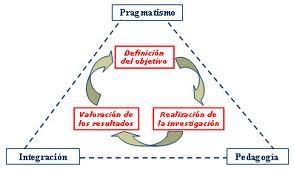 Pragmatismo
Definición
del objetivo
Valoración de
los resultados
Realización de
la investigación
Integración
Pedagogía